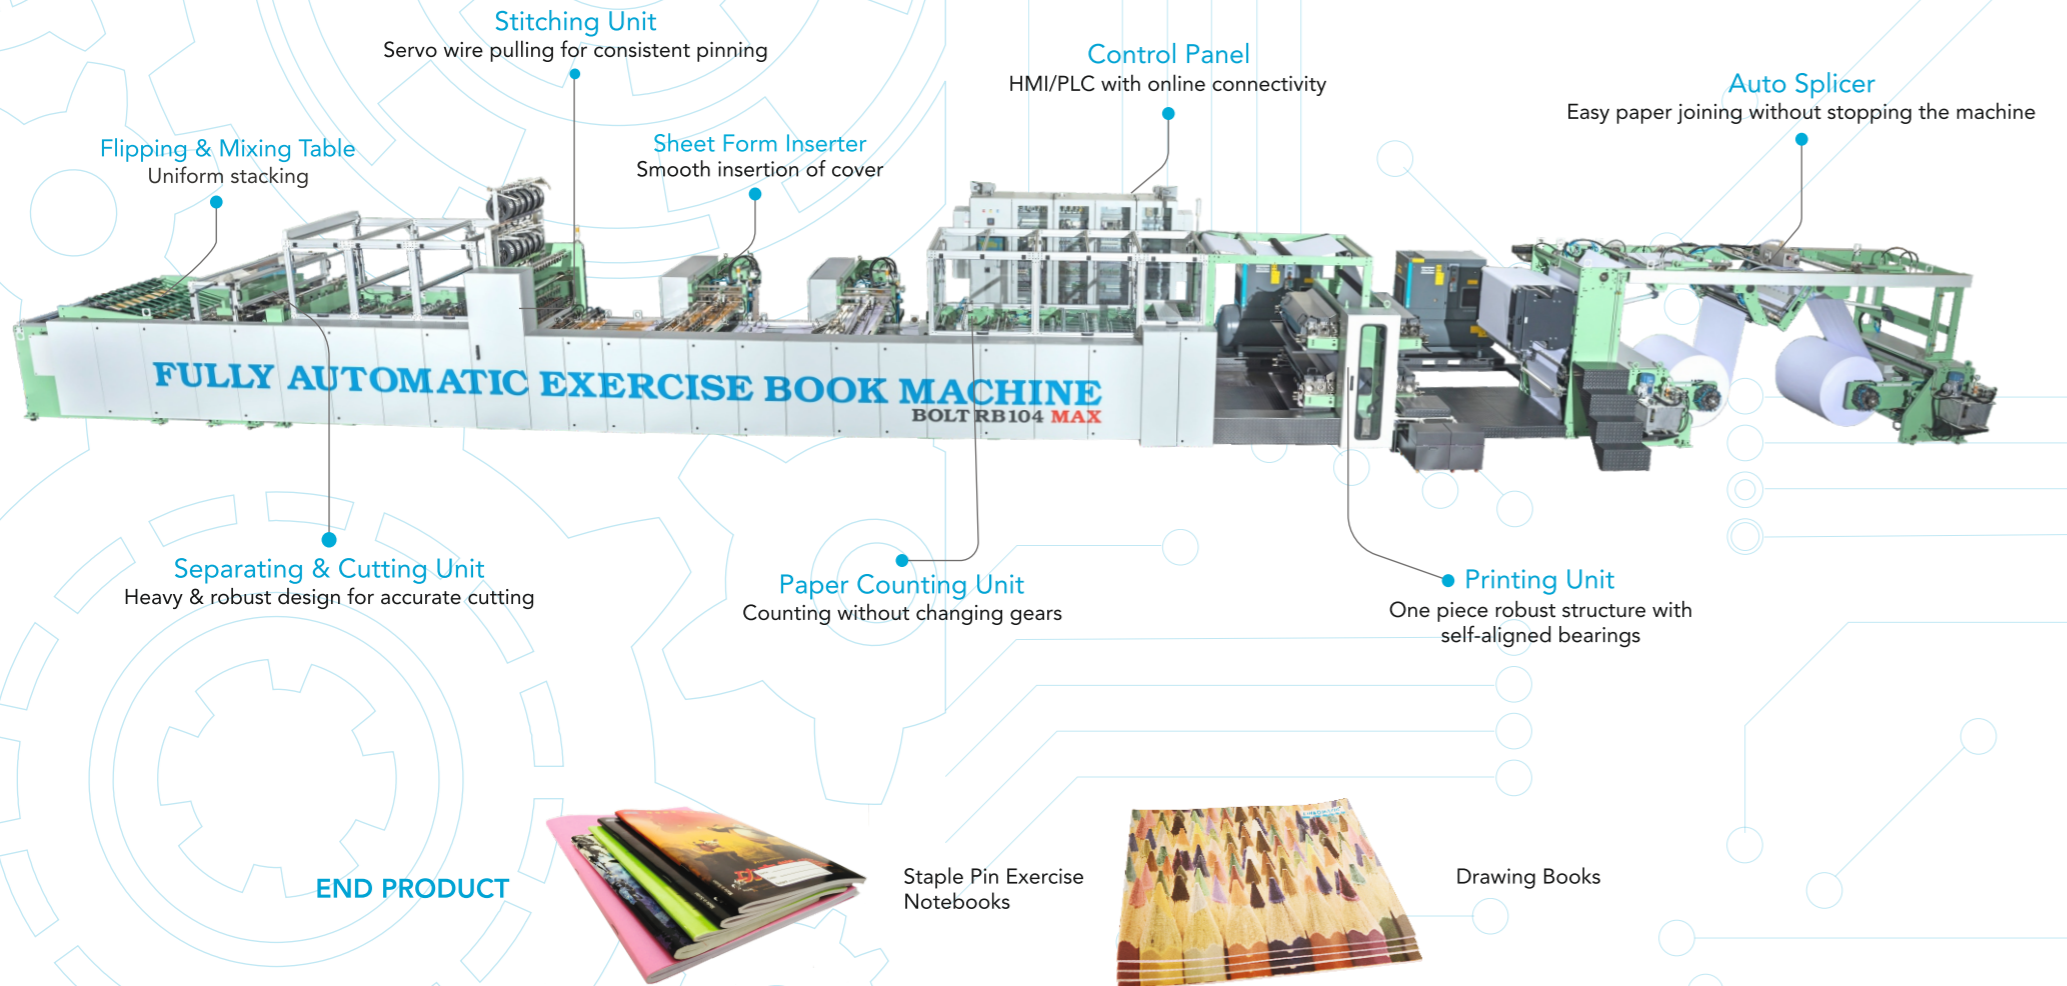 Stitching Unit
Servo wire pulling for consistent pinning
Control Panel
HMI/PLC with online connectivity
Auto Splicer
Easy paper joining without stopping the machine
Flipping & Mixing Table
Uniform stacking
Sheet Form Inserter
Smooth insertion of cover
FULLY AUTOMATIC EXERCISE BOOK MACHINE
BOLT RB104 MAX
Separating & Cutting Unit
Heavy & robust design for accurate cutting
Paper Counting Unit
Counting without changing gears
Printing Unit
One piece robust structure with
self-aligned bearings
END PRODUCT
Staple Pin Exercise
Notebooks
Drawing Books